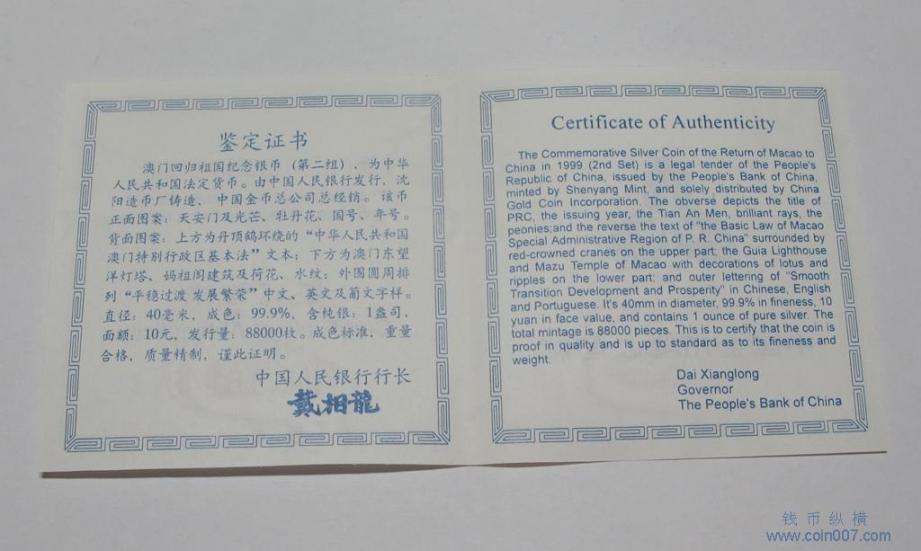 鉴定证书
澳门回归祖国纪念银币(第二组)、为中华
人民共和国法定货币。由中国人民银行发行，沈
阳造币厂铸造、中国金币总公司总经销。该币
正面图案：天安门及光芒、牡丹花、国号、年号。
背面图案：上方为丹顶鹤环绕的“中华人民共和国
澳门特别行政区基本法”文本；下方为澳门东望
洋灯塔、妈祖阁建筑及荷花、水纹；外围圆周排
列“平稳过渡 发展繁荣”中文、英文及葡文字样。
直径：40毫米，成色：99.9%、含纯银：1盎司，
面额：10元，发行量：88000枚。成色标准，重量
合格，质量精制，谨此证明。
中国人民银行行长
戴相龍
Certificate of Authenticity
The Commemorative Silver Coin of the Return of Macao to
China in 1999 (2nd Set) is a legal tender of the People's
Republic of China, issued by the People's Bank of China,
minted by Shenyang Mint, and solely distributed by China
Gold Coin Incorporation. The obverse depicts the title of
PRC, the issuing year, the Tian An Men, brilliant rays, the
peonies;and the reverse the text of "the Basic Law of Macao
Special Administrative Region of P. R. China" surrounded by
red-crowned cranes on the upper part; the Guia Lighthouse
and Mazu Temple of Macao with decorations of lotus and
ripples on the lower part; and outer lettering of "Smooth
Transition Development and Prosperity" in Chinese, English
and Portuguese. It's 40mm in diameter, 99.9% in fineness, 10
yuan in face value, and contains 1 ounce of pure silver. The
total mintage is 88000 pieces. This is to certify that the coin is
proof in quality and is up to standard as to its fineness and
weight.
Dai Xianglong
Governor
The People's Bank of China
钱币纵横
www.coin007.com